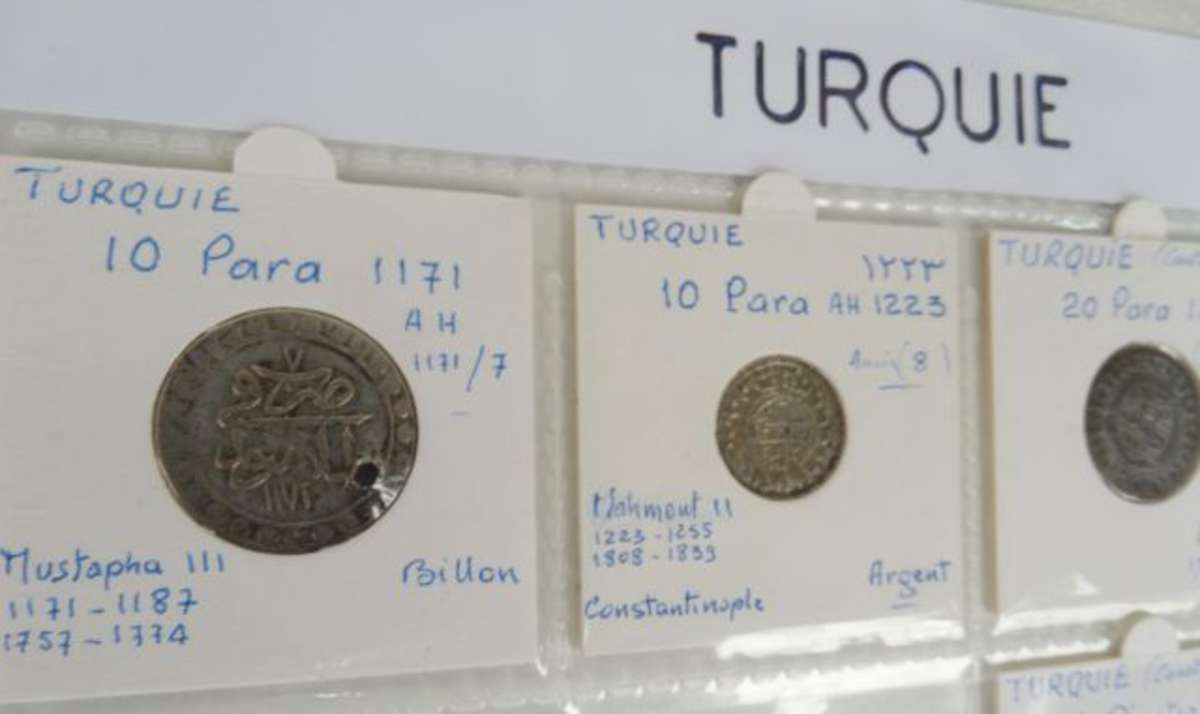 TURQUIE
TURQUIE
10 Para 1171
AH
1171/7
Mustapha III
1171-1187
1757-1774
Billon
TURQUIE
١٢٢٣
10 Para AH 1223
(8)
Mahmout II
1223-1255
1808-1839
Argent
Constantinople
TURQUIE
20 Para
TURQUIE